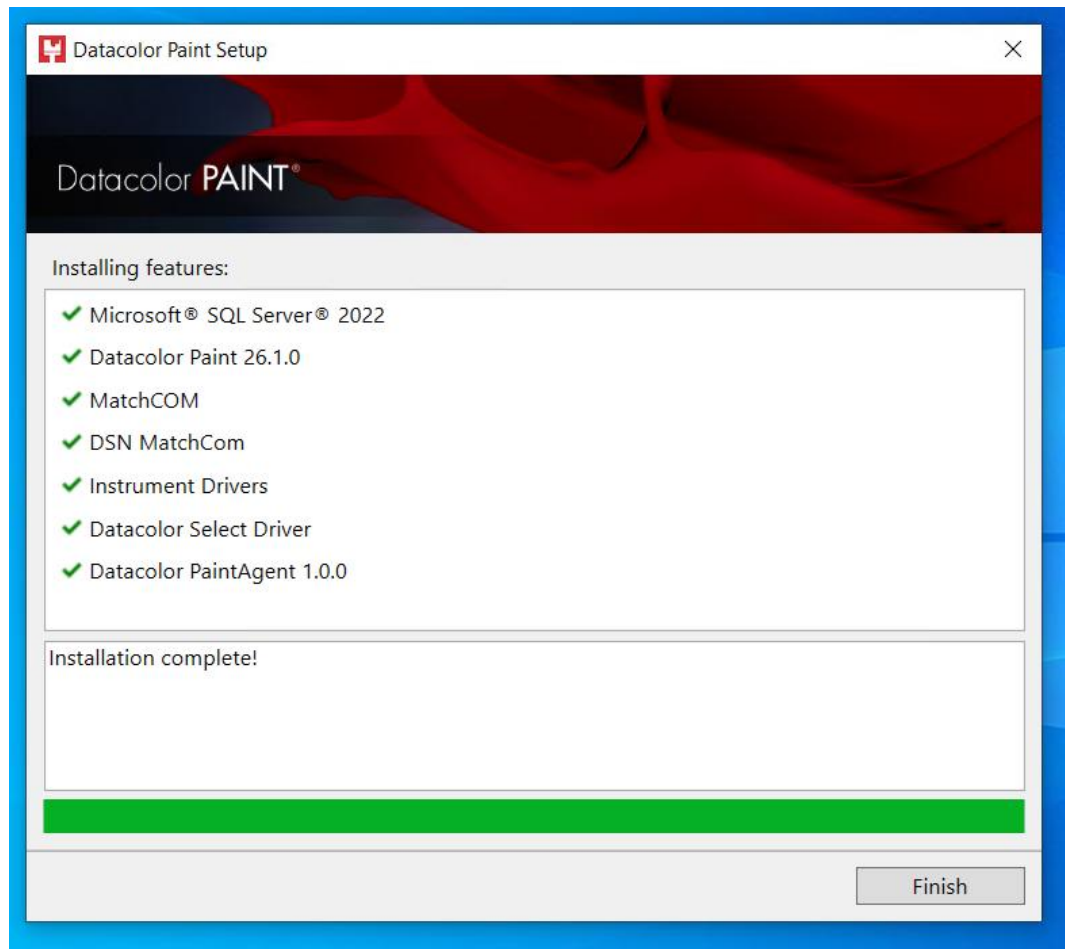 Datacolor Paint Setup
Datacolor PAINT®
Installing features:
Microsoft® SQL Server® 2022
Datacolor Paint 26.1.0
MatchCOM
DSN MatchCom
Instrument Drivers
Datacolor Select Driver
Datacolor PaintAgent 1.0.0
Installation complete!
Finish